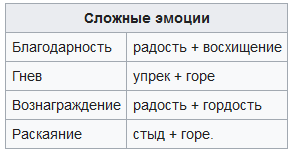 Сложные эмоции
Благодарность радость + восхищение
Гнев упрек + горе
Вознаграждение радость + гордость
Раскаяние стыд + горе.